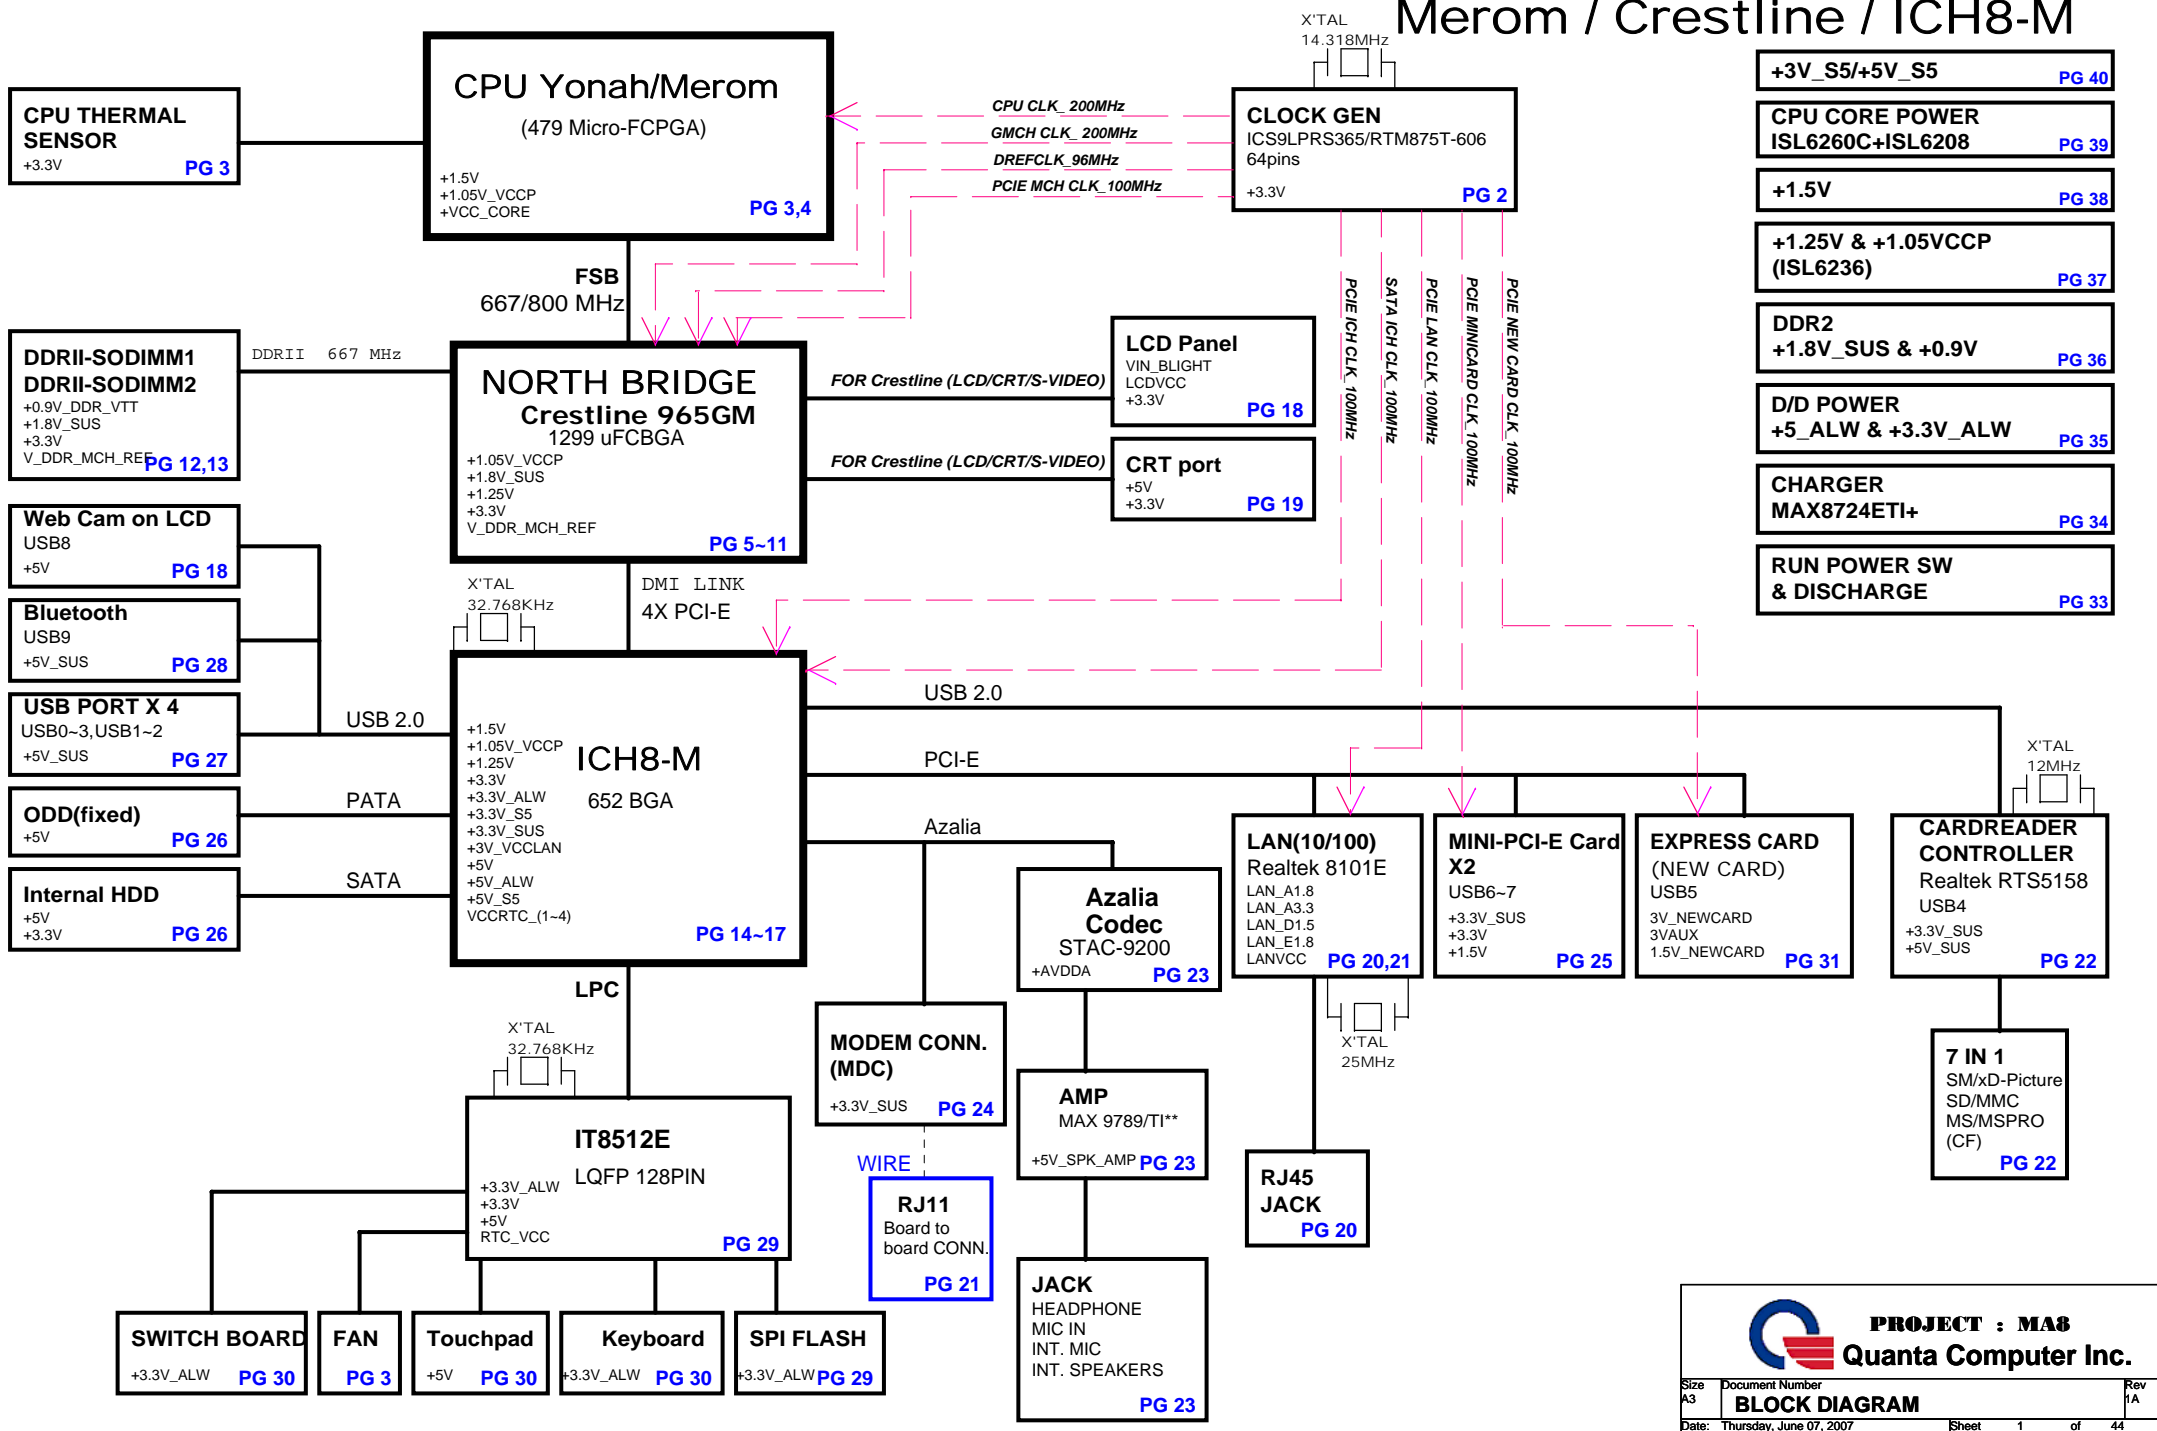 Merom / Crestline / ICH8-M
X'TAL
14.318MHz
CPU THERMAL
SENSOR
+3.3V
PG 3
CPU Yonah/Merom
(479 Micro-FCPGA)
+1.5V
+1.05V_VCCP
+VCC_CORE
PG 3,4
CPU CLK_ 200MHz
GMCH CLK_ 200MHz
DREFCLK_96MHz
PCIE MCH CLK_100MHz
CLOCK GEN
ICS9LPRS365/RTM875T-606
64pins
+3.3V
PG 2
+3V_S5/+5V_S5
PG 40
CPU CORE POWER
ISL6260C+ISL6208
PG 39
+1.5V
PG 38
+1.25V & +1.05VCCP
(ISL6236)
PG 37
DDR2
+1.8V_SUS & +0.9V
PG 36
D/D POWER
+5_ALW & +3.3V_ALW
PG 35
CHARGER
MAX8724ETI+
PG 34
RUN POWER SW
& DISCHARGE
PG 33
FSB
667/800 MHz
PCIE ICH CLK_100MHz
SATA ICH CLK_100MHz
PCIE LAN CLK_100MHz
PCIE MINICARD CLK_100MHz
PCIE NEW CARD CLK_100MHz
DDRII-SODIMM1
DDRII-SODIMM2
+0.9V_DDR_VTT
+1.8V_SUS
+3.3V
V_DDR_MCH_REF
PG 12,13
DDRII 667 MHz
NORTH BRIDGE
Crestline 965GM
1299 uFCBGA
+1.05V_VCCP
+1.8V_SUS
+1.25V
+3.3V
V_DDR_MCH_REF
PG 5~11
FOR Crestline (LCD/CRT/S-VIDEO)
LCD Panel
VIN_BLIGHT
LCDVCC
+3.3V
PG 18
FOR Crestline (LCD/CRT/S-VIDEO)
CRT port
+5V
+3.3V
PG 19
Web Cam on LCD
USB8
+5V
PG 18
Bluetooth
USB9
+5V_SUS
PG 28
USB PORT X 4
USB0~3,USB1~2
+5V_SUS
PG 27
USB 2.0
ODD(fixed)
+5V
PG 26
PATA
Internal HDD
+5V
+3.3V
PG 26
SATA
X'TAL
32.768KHz
DMI LINK
4X PCI-E
ICH8-M
652 BGA
+1.5V
+1.05V_VCCP
+1.25V
+3.3V
+3.3V_ALW
+3.3V_S5
+3.3V_SUS
+3V_VCCLAN
+5V
+5V_ALW
+5V_S5
VCCRTC_(1~4)
PG 14~17
USB 2.0
PCI-E
Azalia
X'TAL
12MHz
Azalia
Codec
STAC-9200
+AVDDA
PG 23
LAN(10/100)
Realtek 8101E
LAN_A1.8
LAN_A3.3
LAN_D1.5
LAN_E1.8
LANVCC
PG 20,21
MINI-PCI-E Card
X2
USB6~7
+3.3V_SUS
+3.3V
+1.5V
PG 25
EXPRESS CARD
(NEW CARD)
USB5
3V_NEWCARD
3VAUX
1.5V_NEWCARD
PG 31
CARDREADER
CONTROLLER
Realtek RTS5158
USB4
+3.3V_SUS
+5V_SUS
PG 22
LPC
X'TAL
32.768KHz
X'TAL
25MHz
MODEM CONN.
(MDC)
+3.3V_SUS
PG 24
WIRE
RJ11
Board to
board CONN.
PG 21
AMP
MAX 9789/TI**
+5V_SPK_AMP
PG 23
JACK
HEADPHONE
MIC IN
INT. MIC
INT. SPEAKERS
PG 23
RJ45
JACK
PG 20
7 IN 1
SM/xD-Picture
SD/MMC
MS/MSPRO
(CF)
PG 22
IT8512E
LQFP 128PIN
+3.3V_ALW
+3.3V
+5V
RTC_VCC
PG 29
SWITCH BOARD
+3.3V_ALW
PG 30
FAN
PG 3
Touchpad
+5V
PG 30
Keyboard
+3.3V_ALW
PG 30
SPI FLASH
+3.3V_ALW
PG 29
PROJECT : MA8
Quanta Computer Inc.
Size
A3
Document Number
BLOCK DIAGRAM
Rev
1A
Date: Thursday, June 07, 2007
Sheet 1 of 44